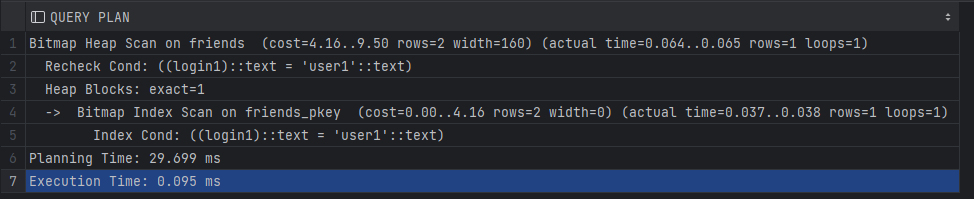 QUERY PLAN
1 Bitmap Heap Scan on friends  (cost=4.16..9.50 rows=2 width=160) (actual time=0.064..0.065 rows=1 loops=1)
2   Recheck Cond: ((login1)::text = 'user1'::text)
3   Heap Blocks: exact=1
4   ->  Bitmap Index Scan on friends_pkey  (cost=0.00..4.16 rows=2 width=0) (actual time=0.037..0.038 rows=1 loops=1)
5         Index Cond: ((login1)::text = 'user1'::text)
6 Planning Time: 29.699 ms
7 Execution Time: 0.095 ms